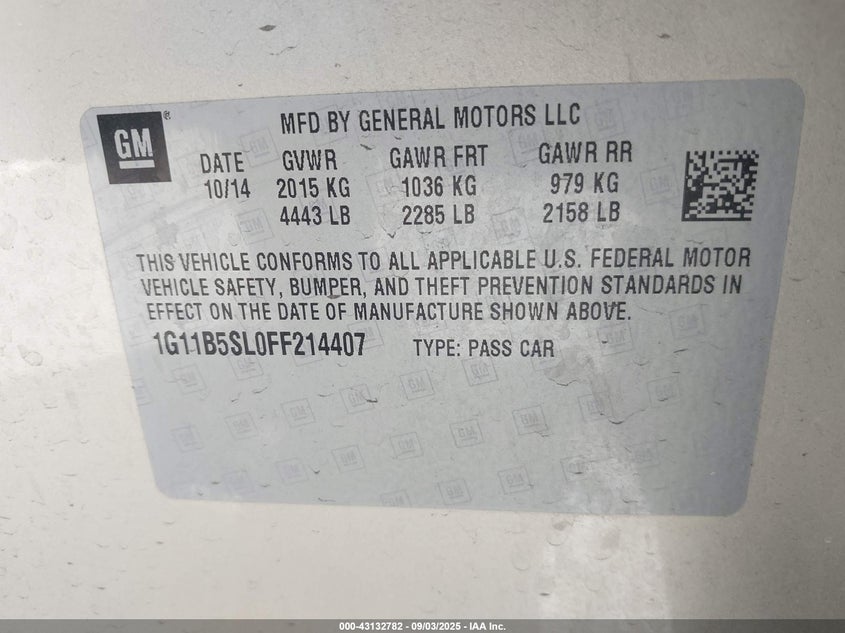 GM®
MFD BY GENERAL MOTORS LLC
DATE GVWR GAWR FRT GAWR RR
10/14 2015 KG 1036 KG 979 KG
4443 LB 2285 LB 2158 LB
THIS VEHICLE CONFORMS TO ALL APPLICABLE U.S. FEDERAL MOTOR
VEHICLE SAFETY, BUMPER, AND THEFT PREVENTION STANDARDS IN
EFFECT ON THE DATE OF MANUFACTURE SHOWN ABOVE.
1G11B5SL0FF214407 TYPE: PASS CAR
000-43132782 - 09/03/2025 - IAA Inc.